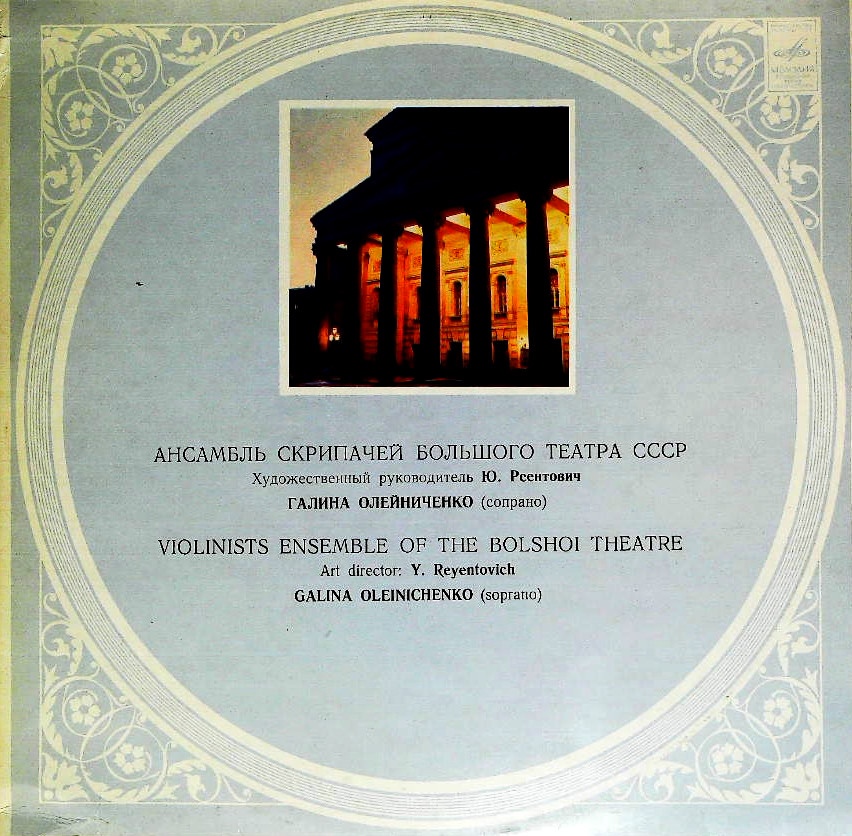 МЕЛОДИЯ
АНСАМБЛЬ СКРИПАЧЕЙ БОЛЬШОГО ТЕАТРА СССР
Художественный руководитель Ю. Реентович
ГАЛИНА ОЛЕЙНИЧЕНКО (сопрано)
VIOLINISTS ENSEMBLE OF THE BOLSHOI THEATRE
Art director: Y. Reyentovich
GALINA OLEINICHENKO (soprano)